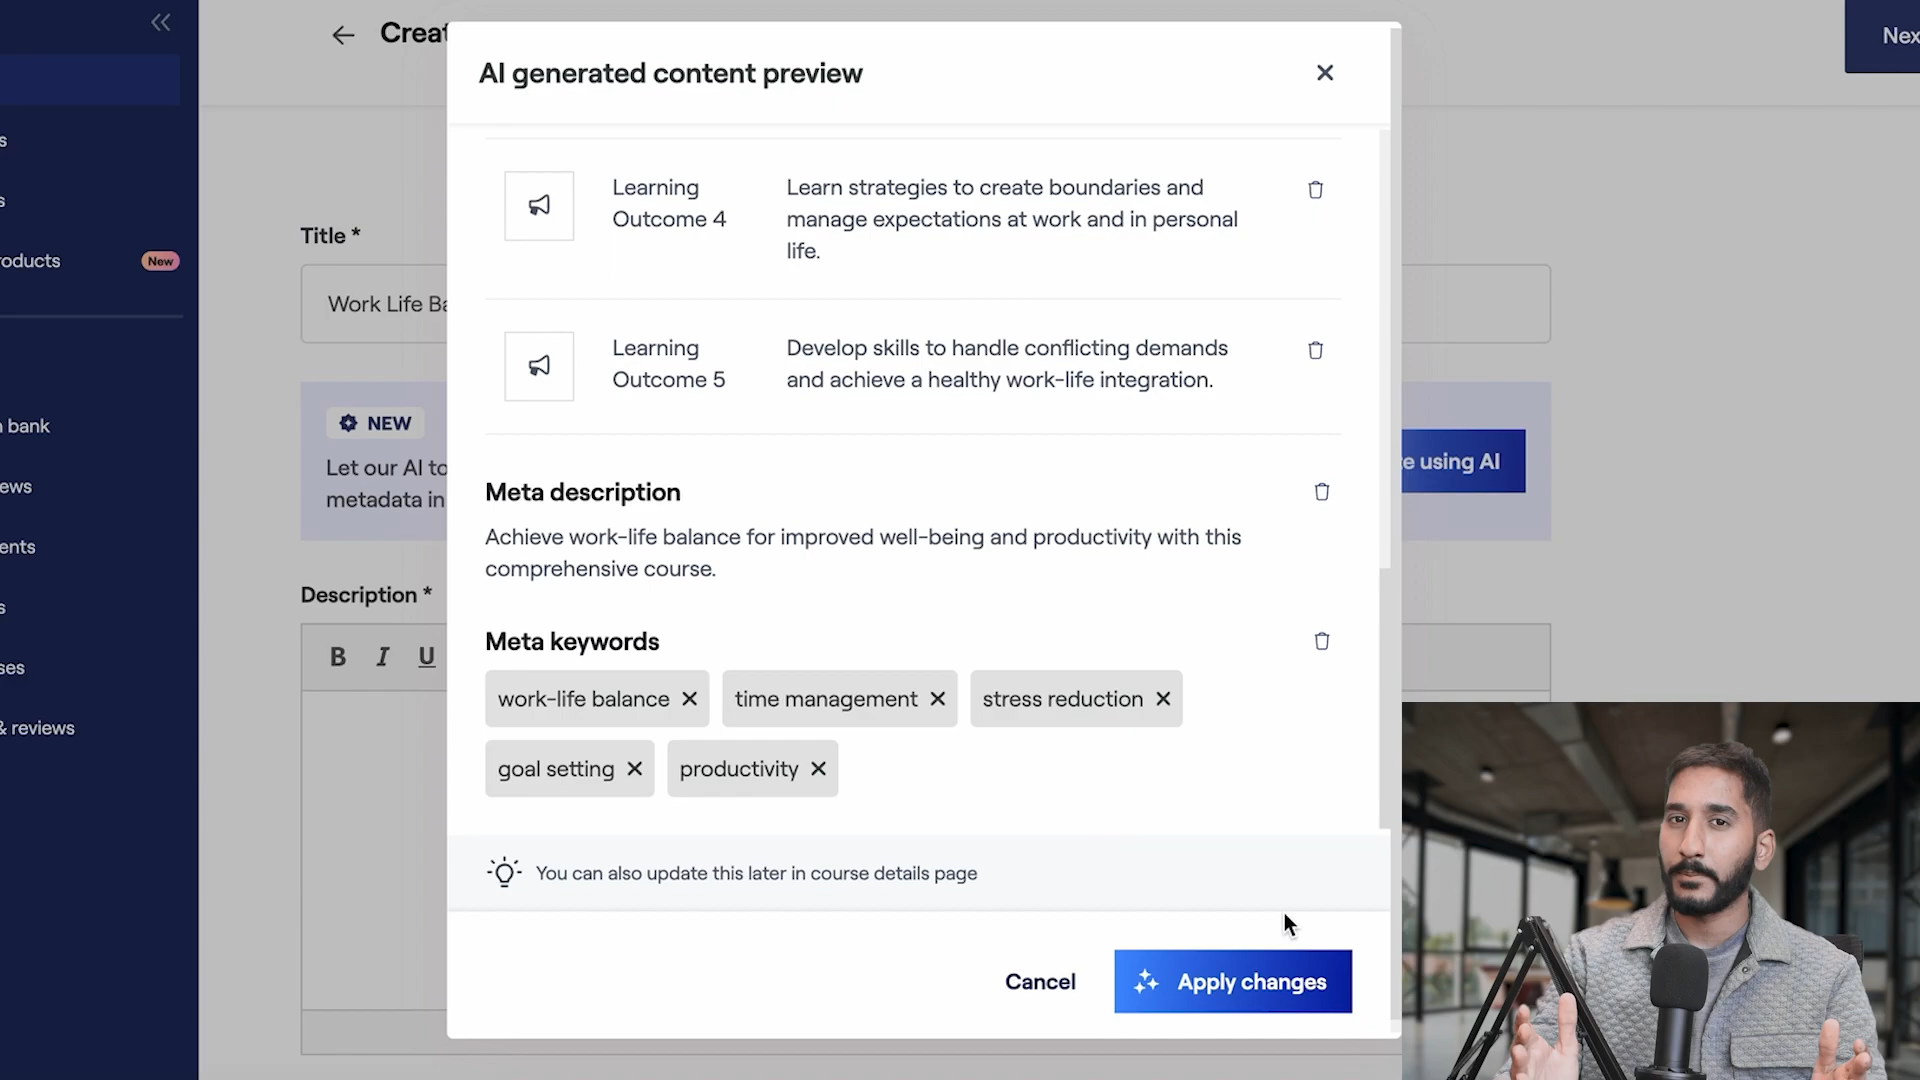 Creat
Nex
AI generated content preview
Learning
Outcome 4
Learn strategies to create boundaries and
manage expectations at work and in personal
life.
Title *
oducts
New
Work Life Ba
Learning
Outcome 5
Develop skills to handle conflicting demands
and achieve a healthy work-life integration.
NEW
bank
e using AI
Let our AI to
metadata in
ews
Meta description
Achieve work-life balance for improved well-being and productivity with this
comprehensive course.
ents
Description *
s
Meta keywords
B I U
ses
work-life balance
time management
stress reduction
& reviews
goal setting
productivity
You can also update this later in course details page
Cancel
Apply changes